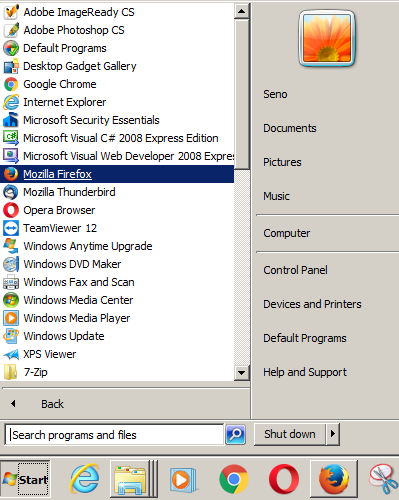 Adobe ImageReady CS
Adobe Photoshop CS
Default Programs
Desktop Gadget Gallery
Google Chrome
Internet Explorer
Microsoft Security Essentials
Microsoft Visual C# 2008 Express Edition
Microsoft Visual Web Developer 2008 Expre
Mozilla Firefox
Mozilla Thunderbird
Opera Browser
TeamViewer 12
Windows Anytime Upgrade
Windows DVD Maker
Windows Fax and Scan
Windows Media Center
Windows Media Player
Windows Update
XPS Viewer
7-Zip
Back
Search programs and files
Seno
Documents
Pictures
Music
Computer
Control Panel
Devices and Printers
Default Programs
Help and Support
Shut down
Start